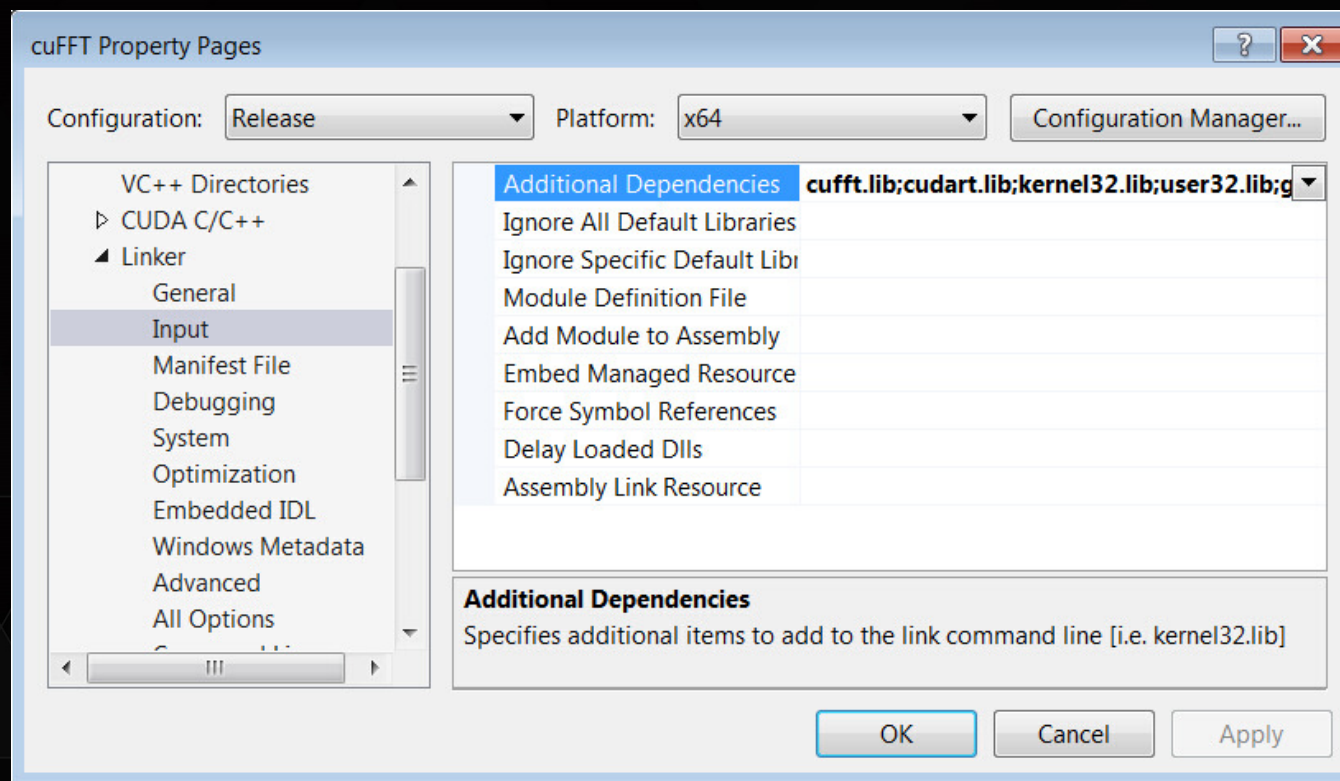 cuFFT Property Pages
Configuration: Release Platform: x64 Configuration Manager...
VC++ Directories
CUDA C/C++
Linker
General
Input
Manifest File
Debugging
System
Optimization
Embedded IDL
Windows Metadata
Advanced
All Options
Additional Dependencies cufft.lib;cudart.lib;kernel32.lib;user32.lib;g
Ignore All Default Libraries
Ignore Specific Default Libr
Module Definition File
Add Module to Assembly
Embed Managed Resource
Force Symbol References
Delay Loaded Dlls
Assembly Link Resource
Additional Dependencies
Specifies additional items to add to the link command line [i.e. kernel32.lib]
OK Cancel Apply